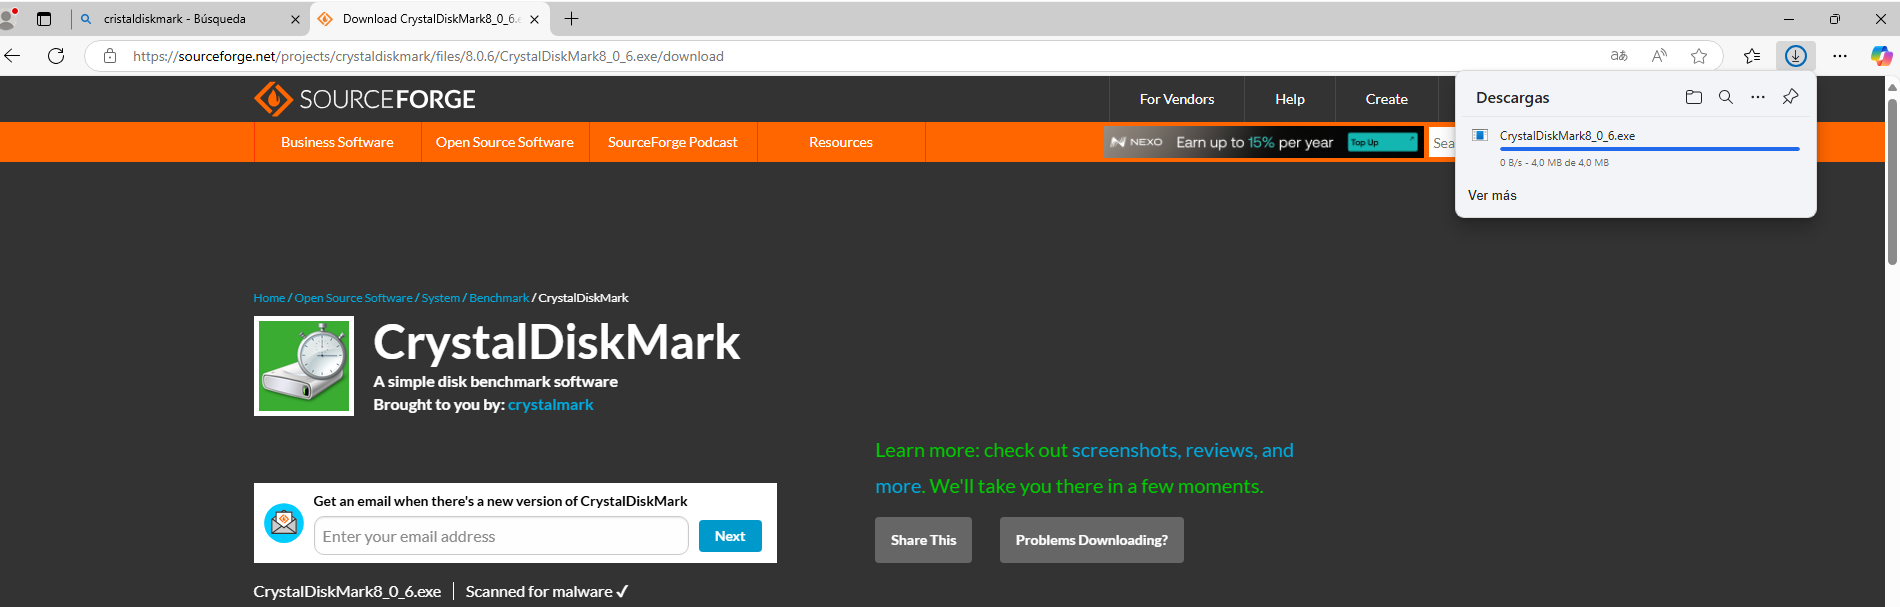 cristaldiskmark - Búsqueda
Download CrystalDiskMark8_0_6.e
https://sourceforge.net/projects/crystaldiskmark/files/8.0.6/CrystalDiskMark8_0_6.exe/download
SOURCEFORGE
For Vendors
Help
Create
Business Software
Open Source Software
SourceForge Podcast
Resources
NEXO
Earn up to 15% per year
Top Up
Sea
Descargas
CrystalDiskMark8_0_6.exe
0 B/s - 4,0 MB de 4,0 MB
Ver más
Home / Open Source Software / System / Benchmark / CrystalDiskMark
CrystalDiskMark
A simple disk benchmark software
Brought to you by: crystalmark
Learn more: check out screenshots, reviews, and
more. We'll take you there in a few moments.
Get an email when there's a new version of CrystalDiskMark
Enter your email address
Next
Share This
Problems Downloading?
CrystalDiskMark8_0_6.exe
Scanned for malware ✓